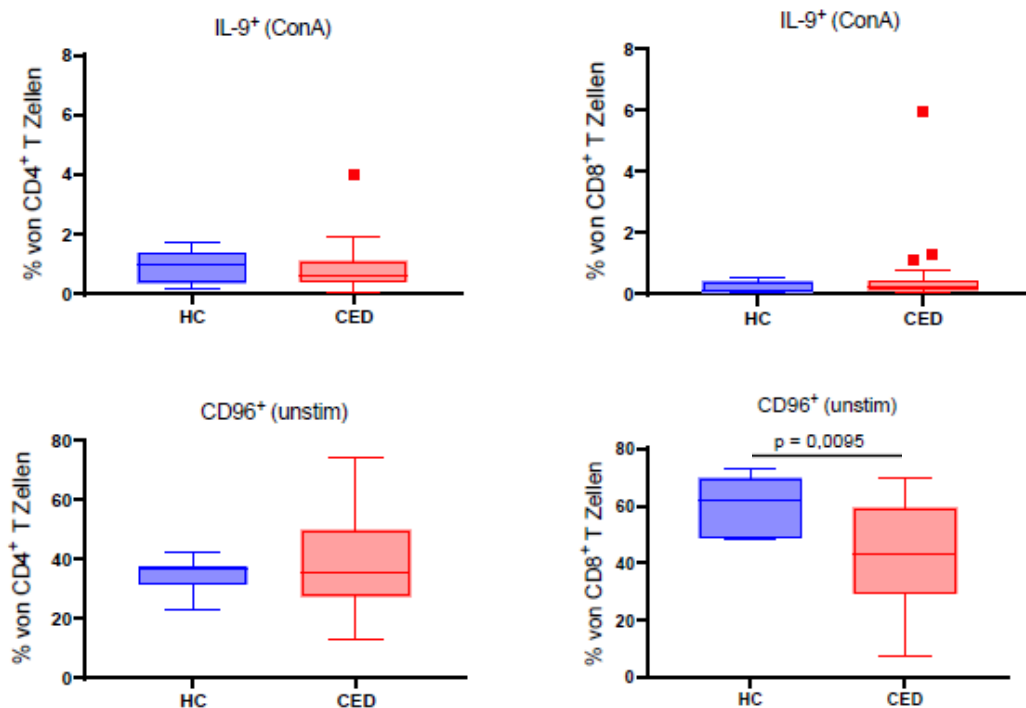 IL-9⁺ (ConA)
% von CD4⁺ T Zellen
8
6
4
2
0
HC
CED
IL-9⁺ (ConA)
% von CD8⁺ T Zellen
8
6
4
2
0
HC
CED
CD96⁺ (unstim)
% von CD4⁺ T Zellen
80
60
40
20
0
HC
CED
CD96⁺ (unstim)
p = 0,0095
% von CD8⁺ T Zellen
80
60
40
20
0
HC
CED